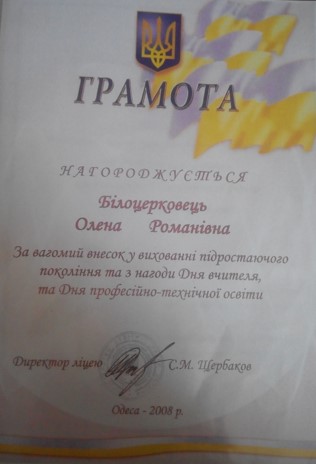 ГРАМОТА
НАГОРОДЖУЄТЬСЯ
Білоцерковець
Олена Романівна
За вагомий внесок у вихованні підростаючого
покоління та з нагоди Дня вчителя,
та Дня професійно-технічної освіти
Директор ліцею С.М. Щербаков
Одеса - 2008 р.